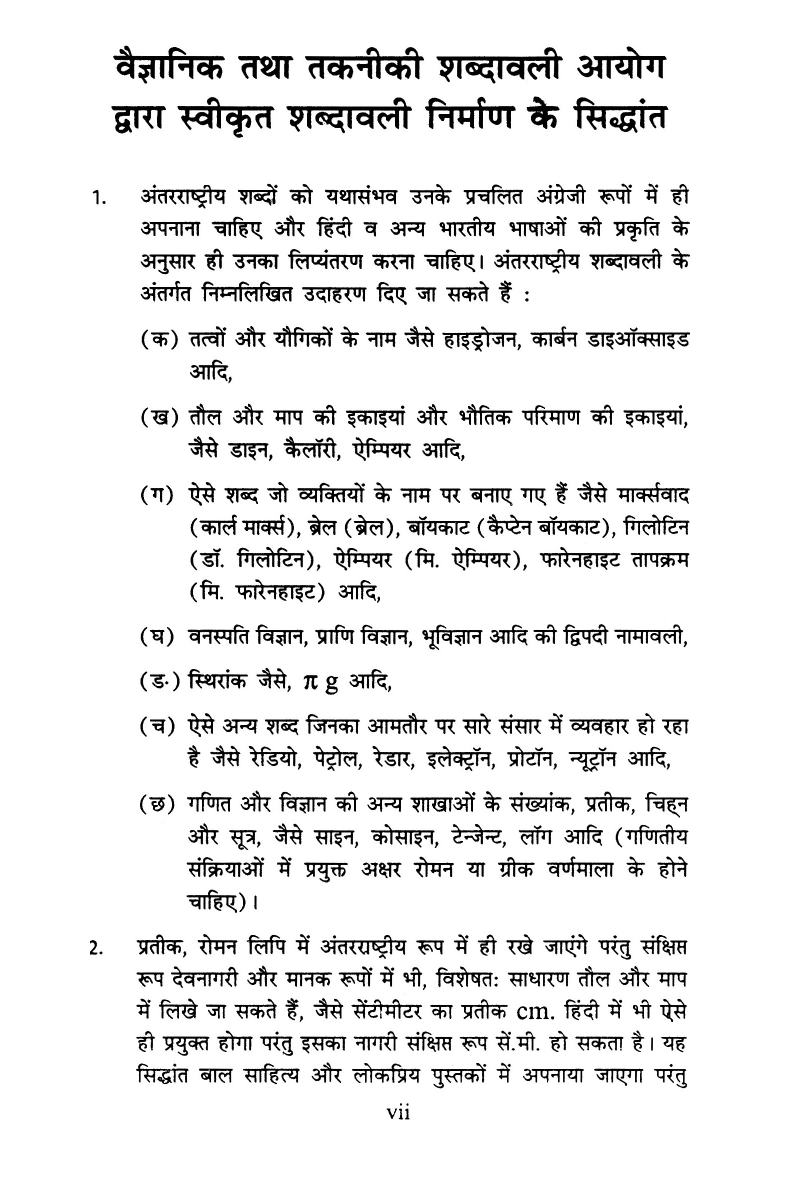 वैज्ञानिक तथा तकनीकी शब्दावली आयोग
द्वारा स्वीकृत शब्दावली निर्माण के सिद्धांत
1. अंतरराष्ट्रीय शब्दों को यथासंभव उनके प्रचलित अंग्रेजी रूपों में ही
अपनाना चाहिए और हिंदी व अन्य भारतीय भाषाओं की प्रकृति के
अनुसार ही उनका लिप्यंतरण करना चाहिए। अंतरराष्ट्रीय शब्दावली के
अंतर्गत निम्नलिखित उदाहरण दिए जा सकते हैं :
(क) तत्वों और यौगिकों के नाम जैसे हाइड्रोजन, कार्बन डाइऑक्साइड
आदि,
(ख) तौल और माप की इकाइयां और भौतिक परिमाण की इकाइयां,
जैसे डाइन, कैलॉरी, ऐम्पियर आदि,
(ग) ऐसे शब्द जो व्यक्तियों के नाम पर बनाए गए हैं जैसे मार्क्सवाद
(कार्ल मार्क्स), ब्रेल (ब्रेल), बॉयकाट (कैप्टेन बॉयकाट), गिलोटिन
(डॉ. गिलोटिन), ऐम्पियर (मि. ऐम्पियर), फारेनहाइट तापक्रम
(मि. फारेनहाइट) आदि,
(घ) वनस्पति विज्ञान, प्राणि विज्ञान, भूविज्ञान आदि की द्विपदी नामावली,
(ङ) स्थिरांक जैसे, π g आदि,
(च) ऐसे अन्य शब्द जिनका आमतौर पर सारे संसार में व्यवहार हो रहा
है जैसे रेडियो, पेट्रोल, रेडार, इलेक्ट्रॉन, प्रोटॉन, न्यूट्रॉन आदि,
(छ) गणित और विज्ञान की अन्य शाखाओं के संख्यांक, प्रतीक, चिह्न
और सूत्र, जैसे साइन, कोसाइन, टेन्जेन्ट, लॉग आदि (गणितीय
संक्रियाओं में प्रयुक्त अक्षर रोमन या ग्रीक वर्णमाला के होने
चाहिए)।
2. प्रतीक, रोमन लिपि में अंतरराष्ट्रीय रूप में ही रखे जाएंगे परंतु संक्षिप्त
रूप देवनागरी और मानक रूपों में भी, विशेषत: साधारण तौल और माप
में लिखे जा सकते हैं, जैसे सेंटीमीटर का प्रतीक cm. हिंदी में भी ऐसे
ही प्रयुक्त होगा परंतु इसका नागरी संक्षिप्त रूप सें.मी. हो सकता है। यह
सिद्धांत बाल साहित्य और लोकप्रिय पुस्तकों में अपनाया जाएगा परंतु
vii